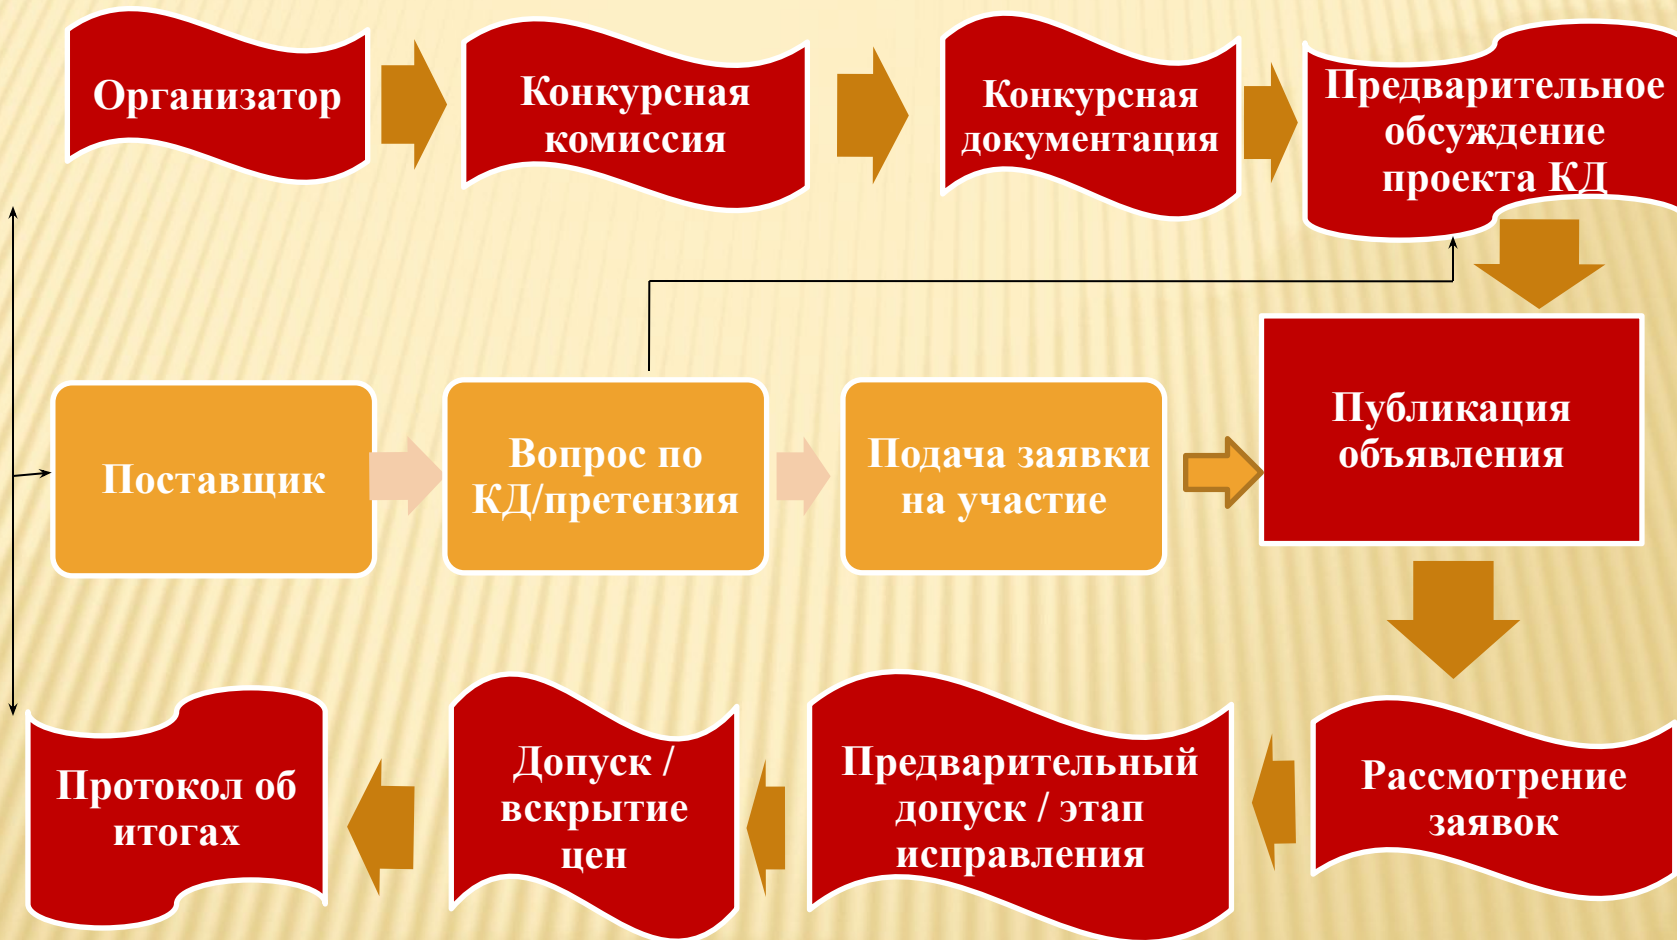 Организатор
Конкурсная
комиссия
Конкурсная
документация
Предварительное
обсуждение
проекта КД
Поставщик
Вопрос по
КД/претензия
Подача заявки
на участие
Публикация
объявления
Протокол об
итогах
Допуск /
вскрытие
цен
Предварительный
допуск / этап
исправления
Рассмотрение
заявок